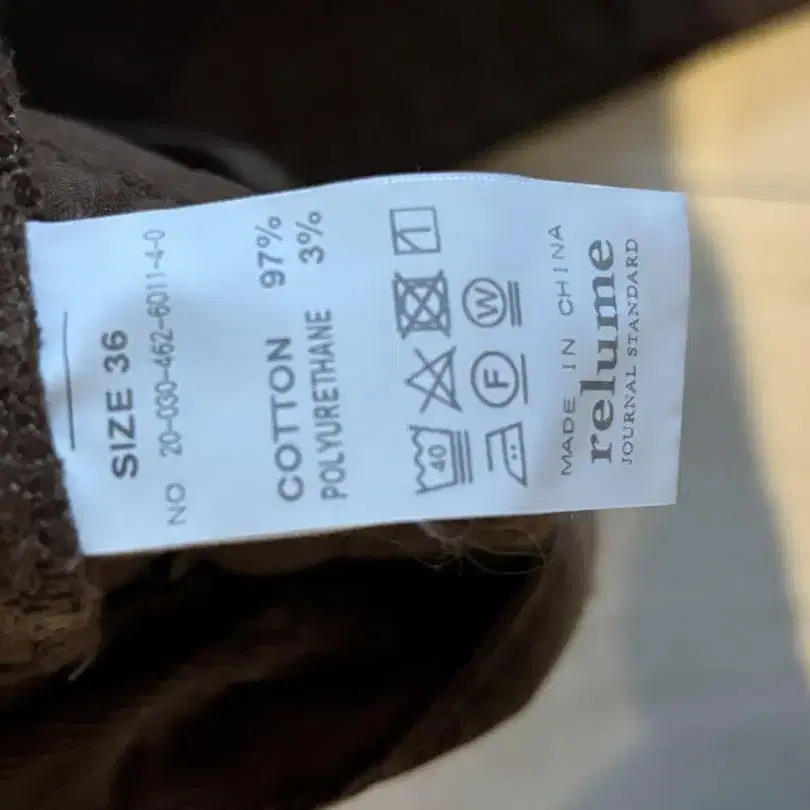 SIZE 36
NO. 20-030-462-6011-4-0
COTTON 97%
POLYURETHANE 3%
40
F W
MADE IN CHINA
relume
JOURNAL STANDARD